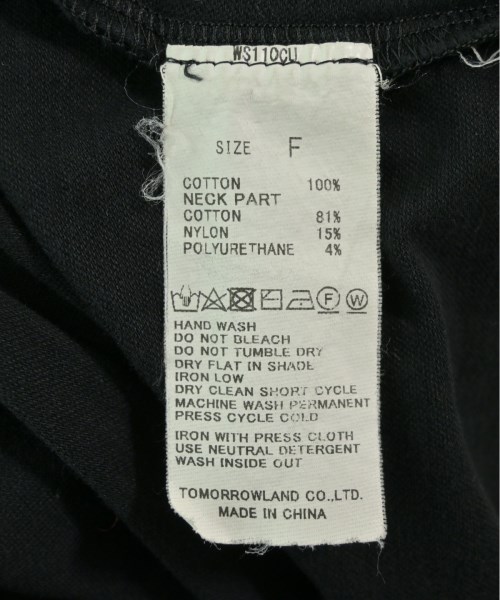 WS110CU
SIZE F
COTTON 100%
NECK PART
COTTON 81%
NYLON 15%
POLYURETHANE 4%
F W
HAND WASH
DO NOT BLEACH
DO NOT TUMBLE DRY
DRY FLAT IN SHADE
IRON LOW
DRY CLEAN SHORT CYCLE
MACHINE WASH PERMANENT
PRESS CYCLE COLD
IRON WITH PRESS CLOTH
USE NEUTRAL DETERGENT
WASH INSIDE OUT
TOMORROWLAND CO.,LTD.
MADE IN CHINA